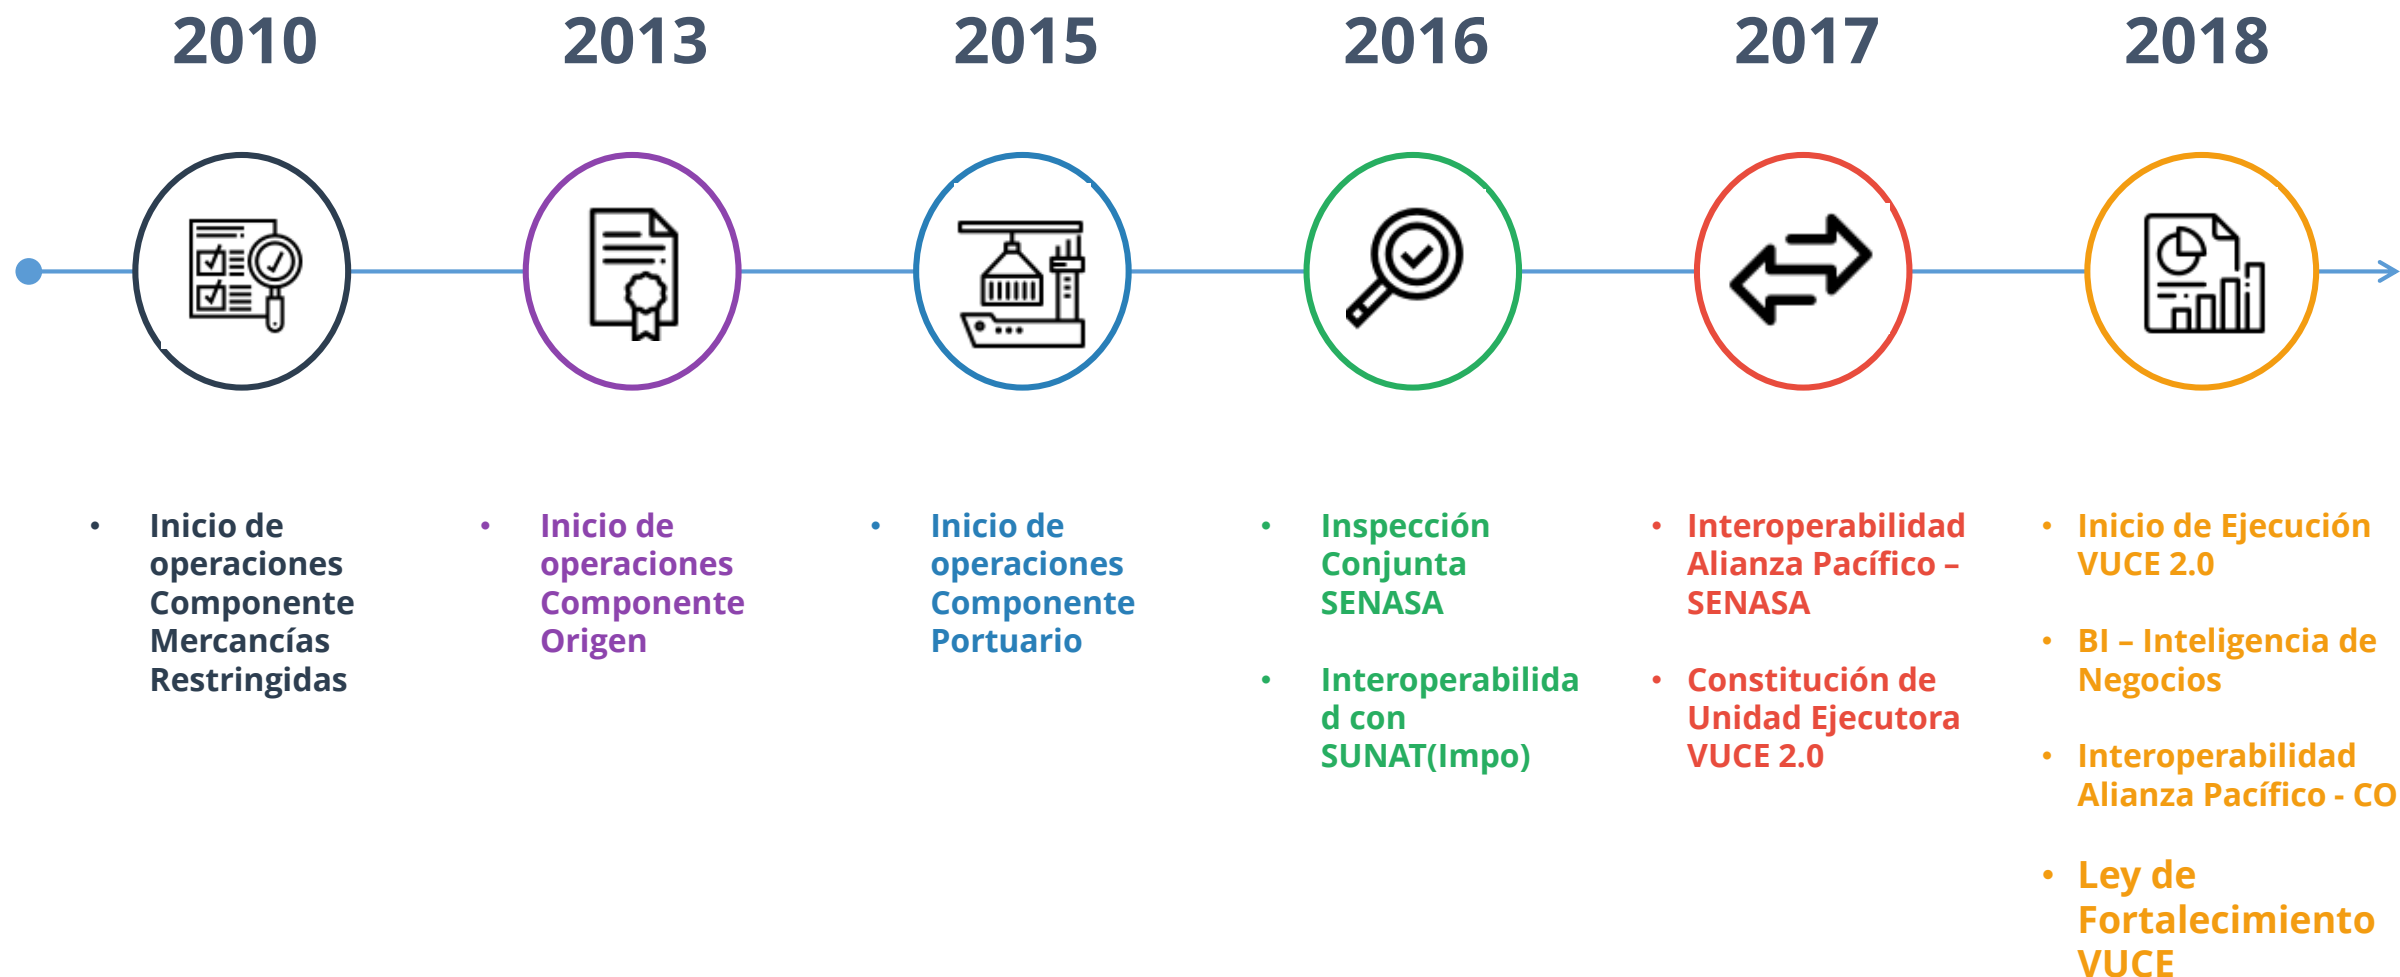 2010
2013
2015
2016
2017
2018
• Inicio de
operaciones
Componente
Mercancías
Restringidas
• Inicio de
operaciones
Componente
Origen
• Inicio de
operaciones
Componente
Portuario
• Inspección
Conjunta
SENASA
• Interoperabilida
d con
SUNAT(Impo)
• Interoperabilidad
Alianza Pacífico –
SENASA
• Constitución de
Unidad Ejecutora
VUCE 2.0
• Inicio de Ejecución
VUCE 2.0
• BI – Inteligencia de
Negocios
• Interoperabilidad
Alianza Pacífico - CO
• Ley de
Fortalecimiento
VUCE